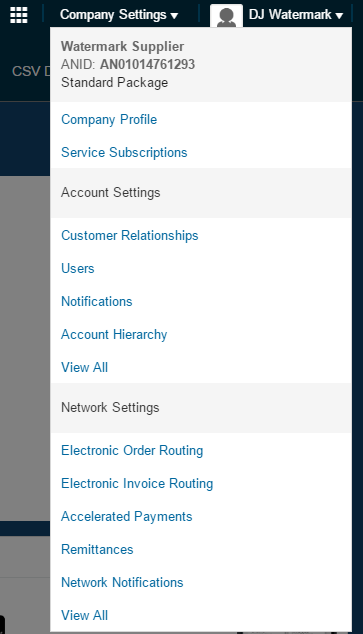 Company Settings
DJ Watermark
CSV D
Watermark Supplier
ANID: AN01014761293
Standard Package
Company Profile
Service Subscriptions
Account Settings
Customer Relationships
Users
Notifications
Account Hierarchy
View All
Network Settings
Electronic Order Routing
Electronic Invoice Routing
Accelerated Payments
Remittances
Network Notifications
View All